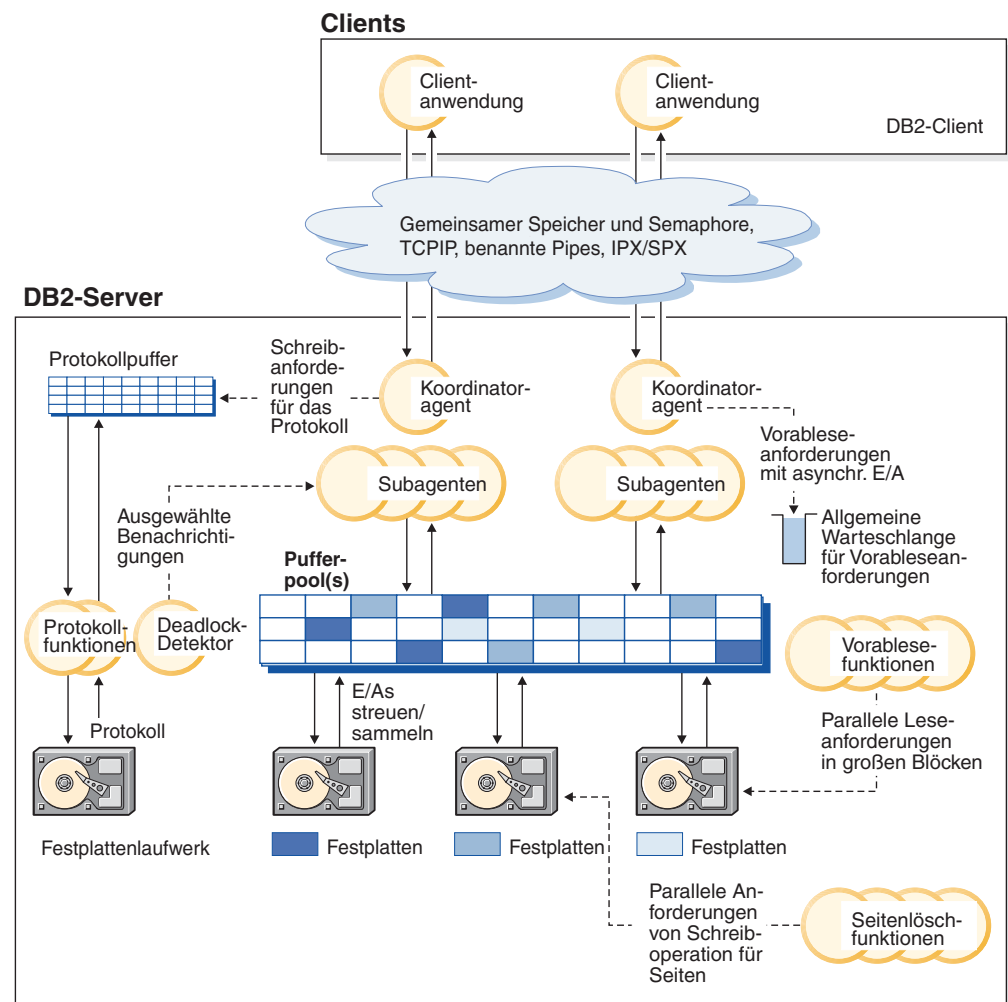 Clients
Client-
anwendung
Client-
anwendung
DB2-Client
Gemeinsamer Speicher und Semaphore,
TCPIP, benannte Pipes, IPX/SPX
DB2-Server
Protokollpuffer
Schreib-
anforde-
rungen
für das
Protokoll
Koordinator-
agent
Koordinator-
agent
Vorablese-
anforderungen
mit asynchr. E/A
Subagenten
Subagenten
Ausgewählte
Benachrichti-
gungen
Allgemeine
Warteschlange
für Vorablesean-
forderungen
Puffer-
pool(s)
Protokoll-
funktionen
Deadlock-
Detektor
Vorablese-
funktionen
E/As
streuen/
sammeln
Protokoll
Parallele Lese-
anforderungen
in großen Blöcken
Festplattenlaufwerk
Festplatten
Festplatten
Festplatten
Parallele An-
forderungen
von Schreib-
operation für
Seiten
Seitenlösch-
funktionen